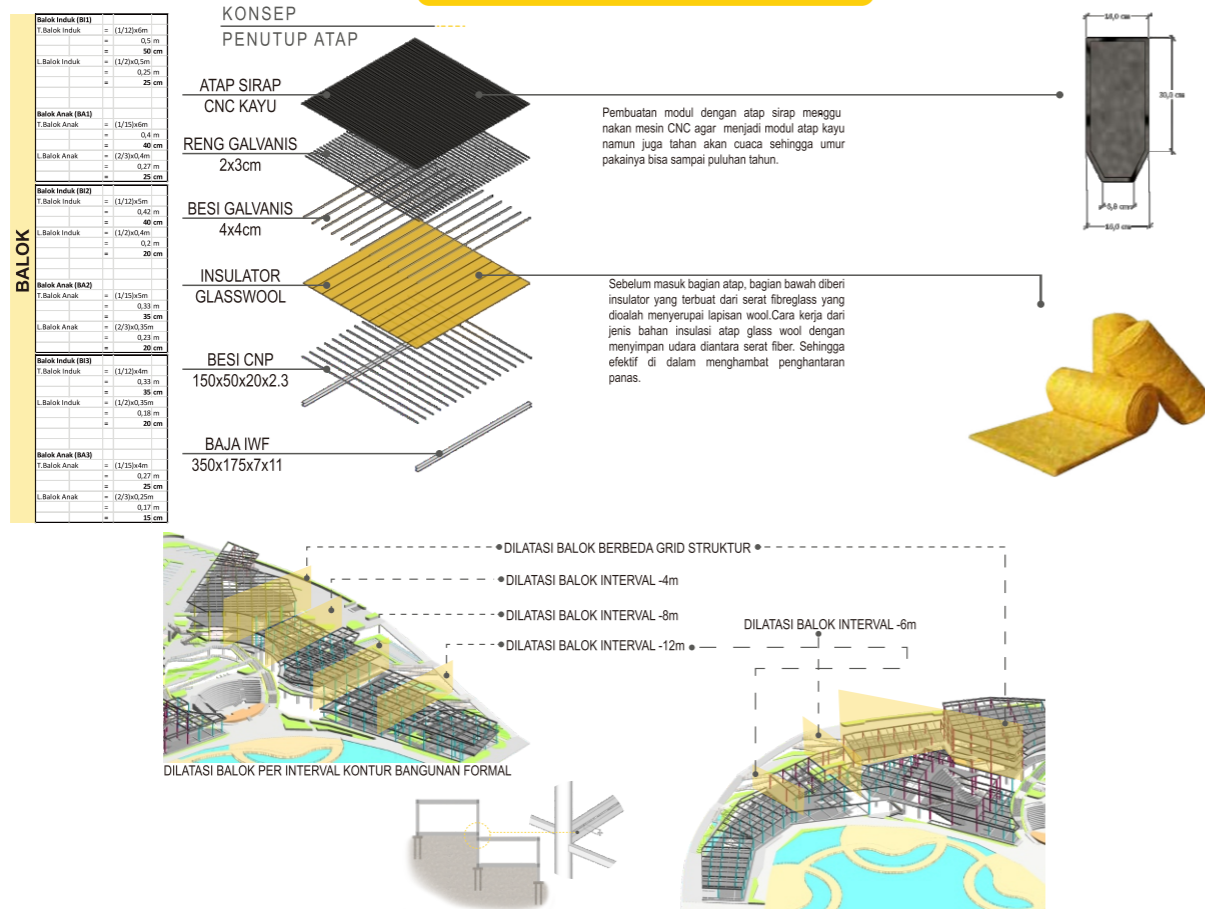 BALOK
Balok Induk (BI1)
T.Balok Induk = (1/12)x6m
= 0,5 m
= 50 cm
L.Balok Induk = (1/2)x0,5m
= 0,25 m
= 25 cm
Balok Anak (BA1)
T.Balok Anak = (1/15)x6m
= 0,4 m
= 40 cm
L.Balok Anak = (2/3)x0,4m
= 0,27 m
= 25 cm
Balok Induk (BI2)
T.Balok Induk = (1/12)x5m
= 0,42 m
= 40 cm
L.Balok Induk = (1/2)x0,4m
= 0,2 m
= 20 cm
Balok Anak (BA2)
T.Balok Anak = (1/15)x5m
= 0,33 m
= 35 cm
L.Balok Anak = (2/3)x0,35m
= 0,23 m
= 20 cm
Balok Induk (BI3)
T.Balok Induk = (1/12)x4m
= 0,33 m
= 35 cm
L.Balok Induk = (1/2)x0,35m
= 0,18 m
= 20 cm
Balok Anak (BA3)
T.Balok Anak = (1/15)x4m
= 0,27 m
= 25 cm
L.Balok Anak = (2/3)x0,25m
= 0,17 m
= 15 cm
KONSEP
PENUTUP ATAP
ATAP SIRAP
CNC KAYU
RENG GALVANIS
2x3cm
BESI GALVANIS
4x4cm
INSULATOR
GLASSWOOL
BESI CNP
150x50x20x2.3
BAJA IWF
350x175x7x11
Pembuatan modul dengan atap sirap menggu
nakan mesin CNC agar menjadi modul atap kayu
namun juga tahan akan cuaca sehingga umur
pakainya bisa sampai puluhan tahun.
5,8 cm
Sebelum masuk bagian atap, bagian bawah diberi
insulator yang terbuat dari serat fibreglass yang
dioalah menyerupai lapisan wool.Cara kerja dari
jenis bahan insulasi atap glass wool dengan
menyimpan udara diantara serat fiber. Sehingga
efektif di dalam menghambat penghantaran
panas.
DILATASI BALOK BERBEDA GRID STRUKTUR
DILATASI BALOK INTERVAL -4m
DILATASI BALOK INTERVAL -8m
DILATASI BALOK INTERVAL -12m
DILATASI BALOK INTERVAL -6m
DILATASI BALOK PER INTERVAL KONTUR BANGUNAN FORMAL